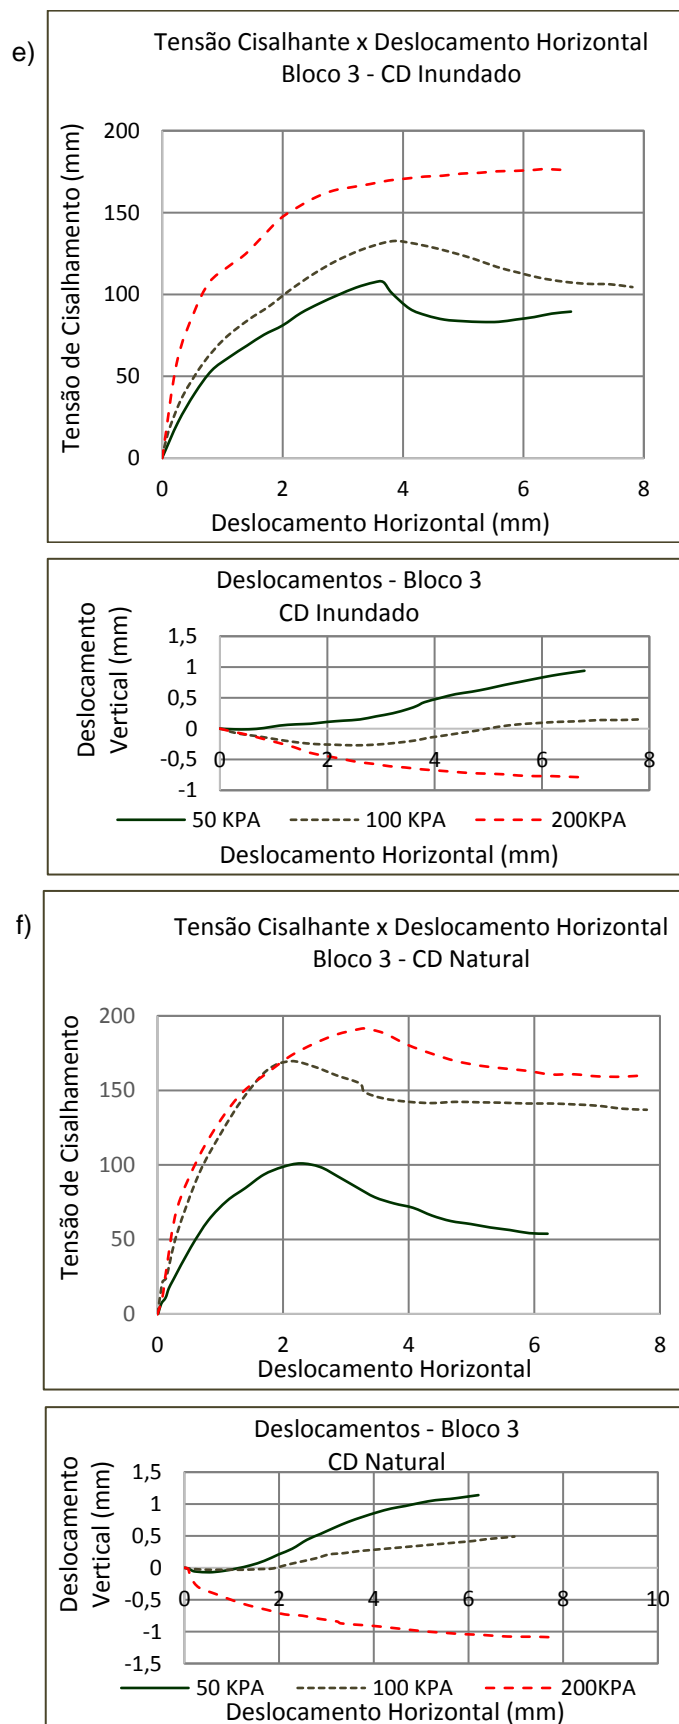 e)
Tensão Cisalhante x Deslocamento Horizontal
Bloco 3 - CD Inundado
Tensão de Cisalhamento (mm)
200
150
100
50
0
0 2 4 6 8
Deslocamento Horizontal (mm)
Deslocamentos - Bloco 3
CD Inundado
Deslocamento
Vertical (mm)
1,5
1
0,5
0
-0,5
-1
0 2 4 6 8
50 KPA 100 KPA 200KPA
Deslocamento Horizontal (mm)
f)
Tensão Cisalhante x Deslocamento Horizontal
Bloco 3 - CD Natural
Tensão de Cisalhamento
200
150
100
50
0
0 2 4 6 8
Deslocamento Horizontal
Deslocamentos - Bloco 3
CD Natural
Deslocamento
Vertical (mm)
1,5
1
0,5
0
-0,5
-1
-1,5
0 2 4 6 8 10
50 KPA 100 KPA 200KPA
Deslocamento Horizontal (mm)